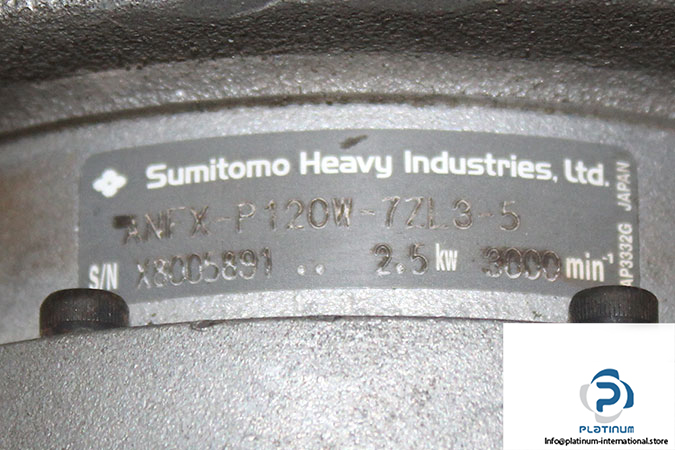 Sumitomo Heavy Industries, Ltd.
ANFX-P120W-7ZL3-5
S/N X8005891 .. 2.5 kw 3000 min⁻¹
AP3332G JAPAN
PLATINUM
Info@platinum-international.store